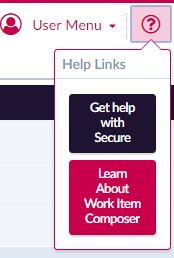 User Menu
?
Help Links
Get help
with
Secure
Learn
About
Work Item
Composer